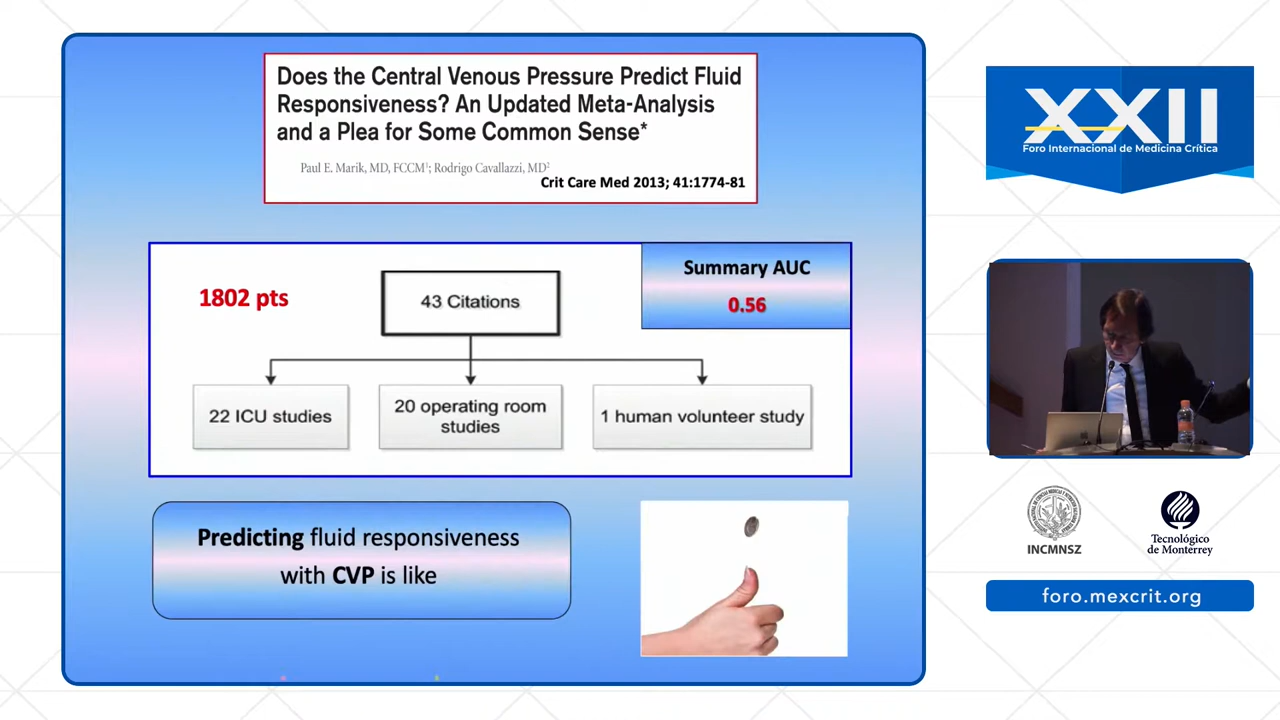 Does the Central Venous Pressure Predict Fluid
Responsiveness? An Updated Meta-Analysis
and a Plea for Some Common Sense*
Paul E. Marik, MD, FCCM¹; Rodrigo Cavallazzi, MD²
Crit Care Med 2013; 41:1774-81
1802 pts
43 Citations
Summary AUC
0.56
22 ICU studies
20 operating room
studies
1 human volunteer study
Predicting fluid responsiveness
with CVP is like
XXII
Foro Internacional de Medicina Crítica
INCMNSZ
Tecnológico
de Monterrey
foro.mexcrit.org